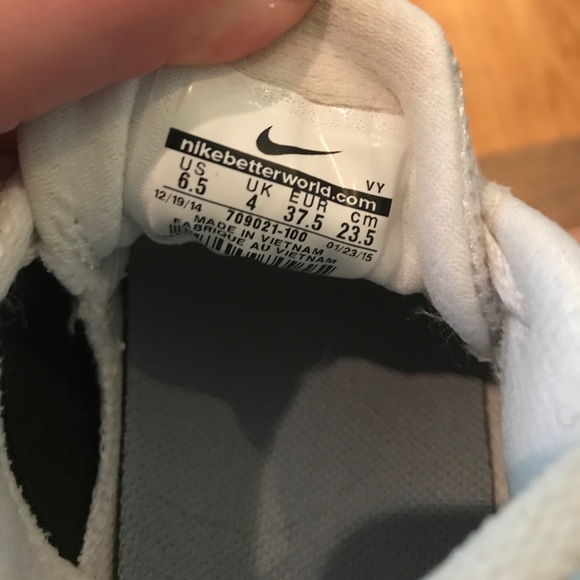 nikebetterworld.com VY
US UK EUR cm
6.5 4 37.5 23.5
12/19/14 709021-100 01/23/15
MADE IN VIETNAM
FABRIQUE AU VIETNAM